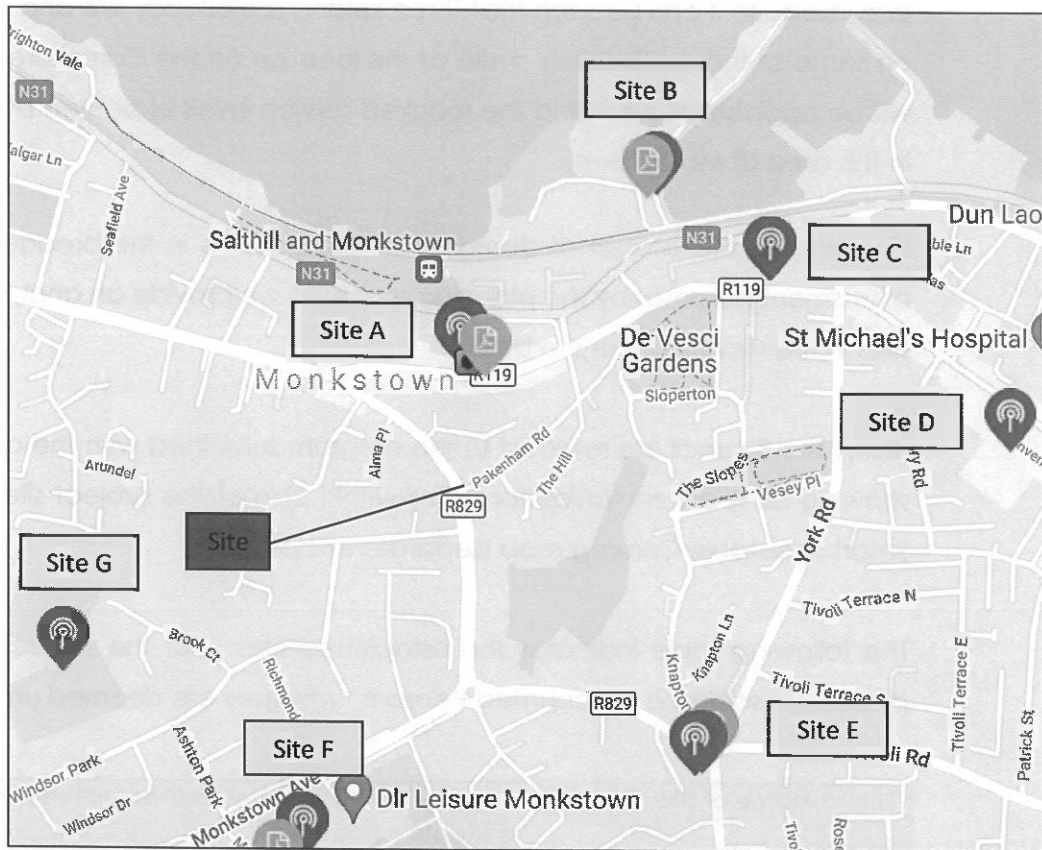 Brighton Vale
N31
Seafield Ave
Salthill and Monkstown
N31
Site B
N31
Dun Lao
Site C
R119
Site A
De Vesci
Gardens
St Michael's Hospital
Monkstown
R119
Sloperton
Site D
Arundel
Alma Pl
Pakenham Rd
The Hill
R829
The Slopes
Vesey Pl
York Rd
Site
Site G
Tivoli Terrace N
Brook Ct
Richmond
Knapton Ln
Knapton
Tivoli Terrace S
Tivoli Terrace E
Patrick St
R829
Site E
Tivoli Rd
Site F
Ashton Park
Windsor Park
Windsor Dr
Monkstown Ave
Dlr Leisure Monkstown